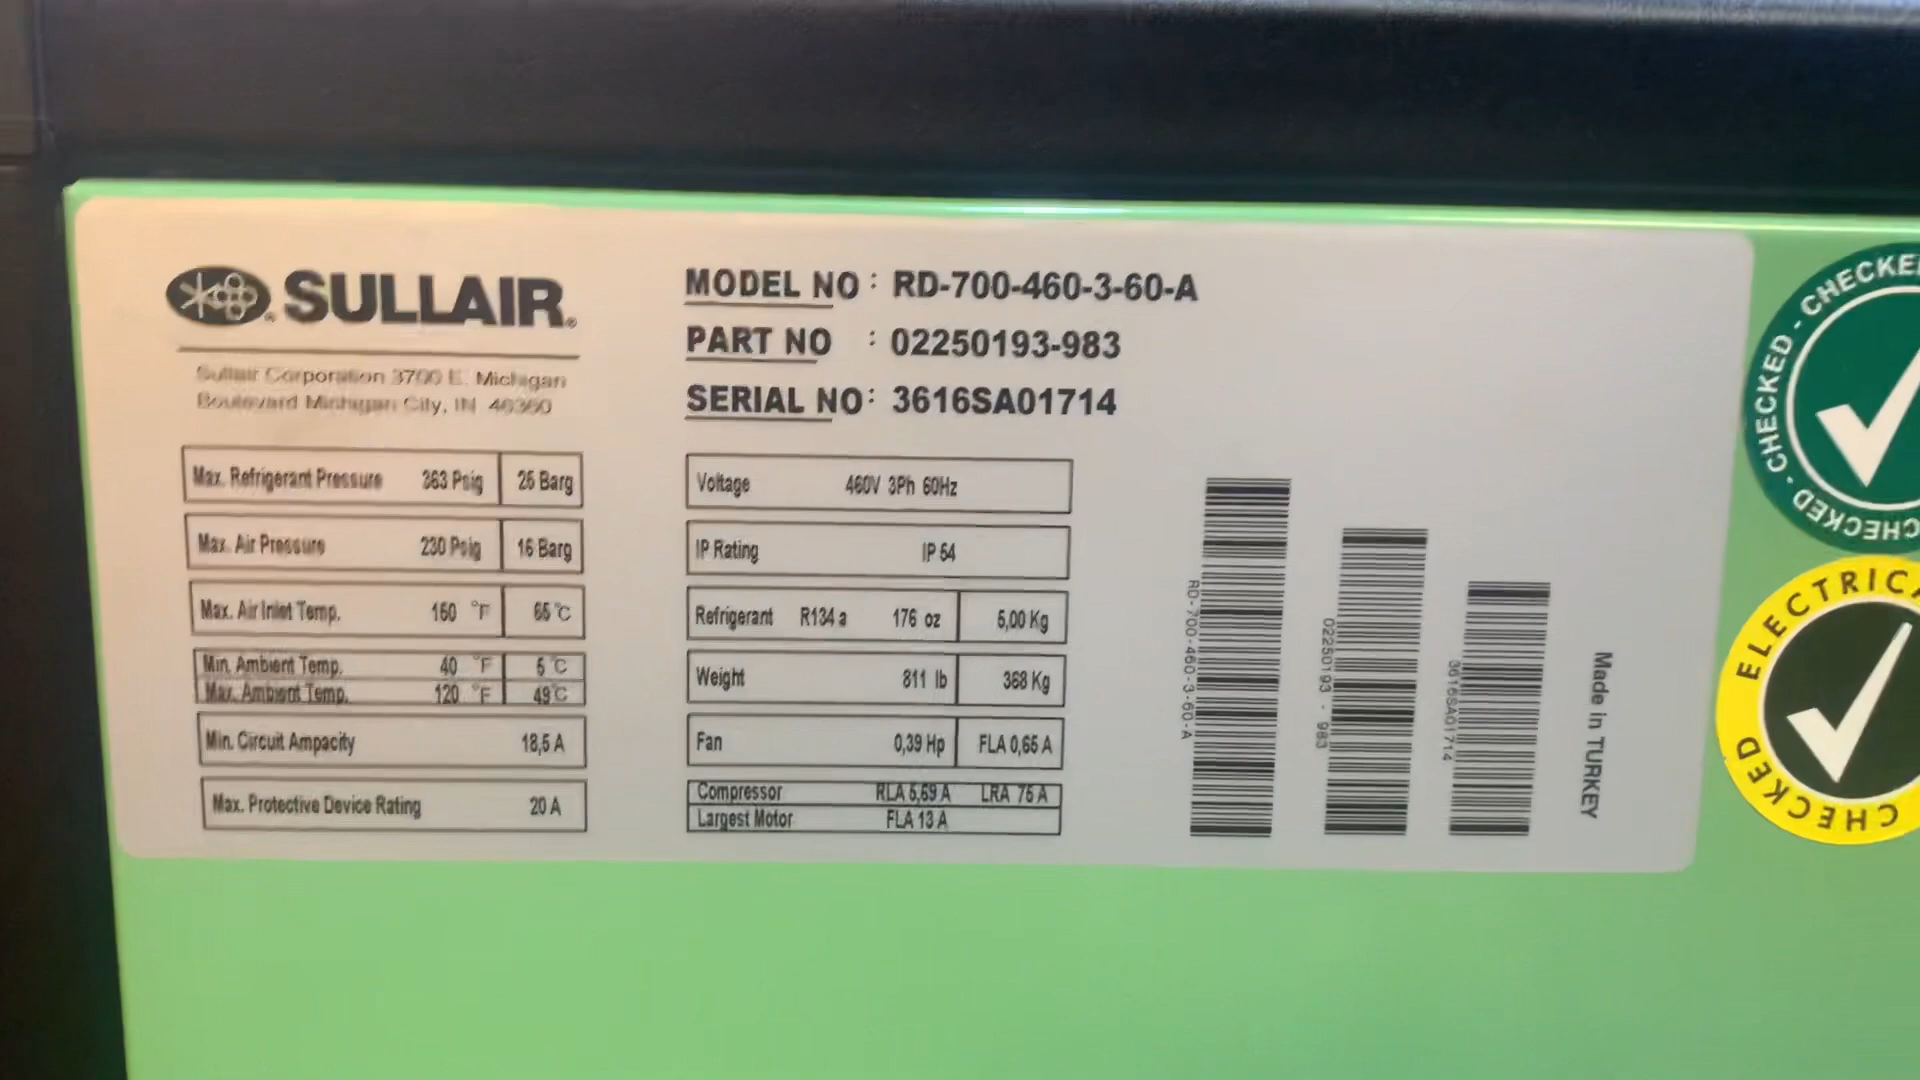 SULLAIR
Sullair Corporation 3700 E. Michigan
Boulevard Michigan City, IN 46360
MODEL NO : RD-700-460-3-60-A
PART NO : 02250193-983
SERIAL NO : 3616SA01714
Max. Refrigerant Pressure 363 Psig 25 Barg
Max. Air Pressure 230 Psig 16 Barg
Max. Air Inlet Temp. 150 °F 65 °C
Min. Ambient Temp. 40 °F 5 °C
Max. Ambient Temp. 120 °F 49 °C
Min. Circuit Ampacity 18,5 A
Max. Protective Device Rating 20 A
Voltage 460V 3Ph 60Hz
IP Rating IP 54
Refrigerant R134 a 176 oz 5,00 Kg
Weight 811 lb 368 Kg
Fan 0,39 Hp FLA 0,65 A
Compressor RLA 5,59 A LRA 75 A
Largest Motor FLA 13 A
RD-700-460-3-60-A
02250193 - 983
3616SA01714
Made in TURKEY
CHECKED - CHECKED - CHECKED
ELECTRICAL CHECKED